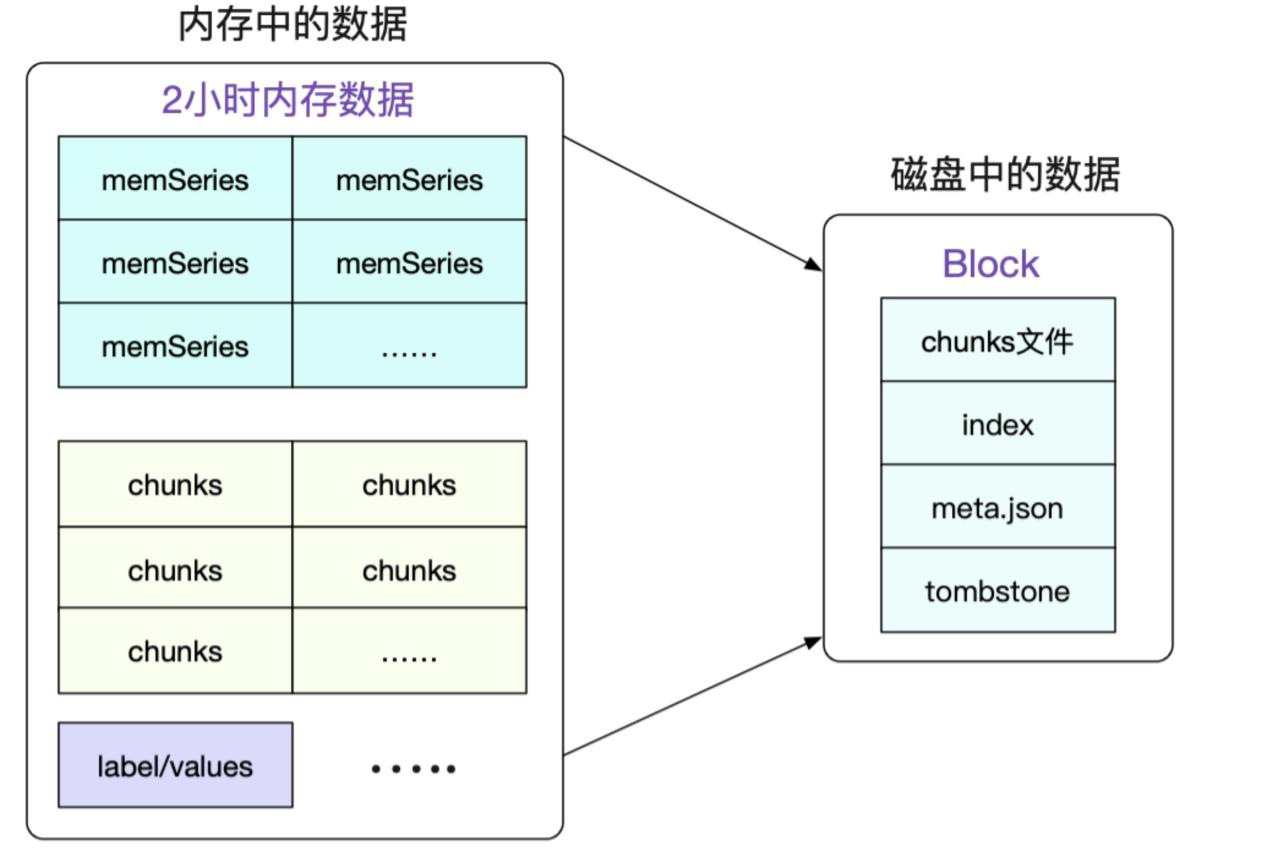 内存中的数据
2小时内存数据
memSeries memSeries
memSeries memSeries
memSeries ......
chunks chunks
chunks chunks
chunks ......
label/values .....
磁盘中的数据
Block
chunks文件
index
meta.json
tombstone